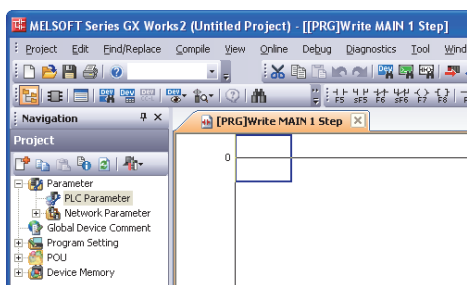 MELSOFT Series GX Works2 (Untitled Project) - [[PRG]Write MAIN 1 Step]
Project Edit Find/Replace Compile View Online Debug Diagnostics Tool Wind
Navigation
[PRG]Write MAIN 1 Step
F5 sF5 F6 sF6 F7 F8
Project
0
Parameter
PLC Parameter
Network Parameter
Global Device Comment
Program Setting
POU
Device Memory